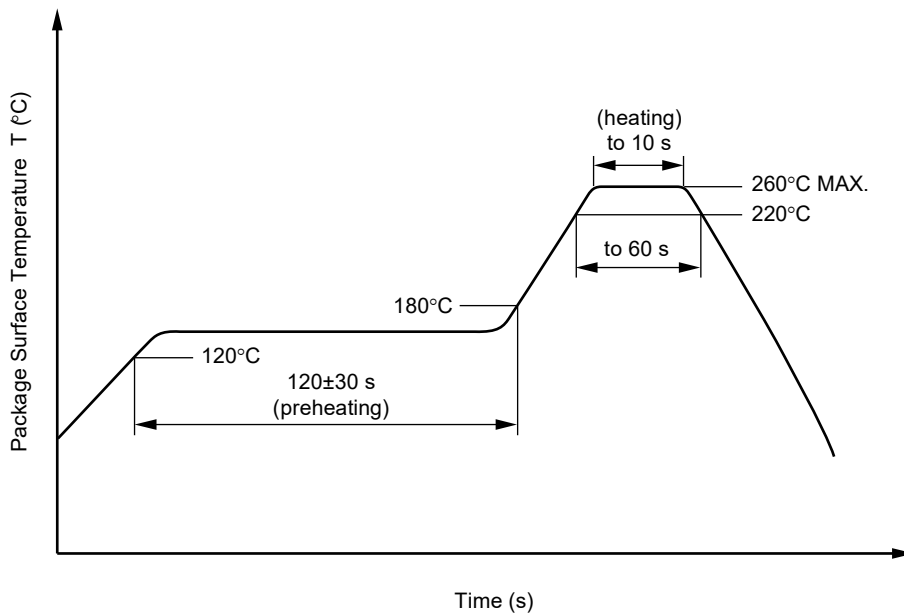 Package Surface Temperature T (°C)
(heating)
to 10 s
260°C MAX.
220°C
to 60 s
180°C
120°C
120±30 s
(preheating)
Time (s)